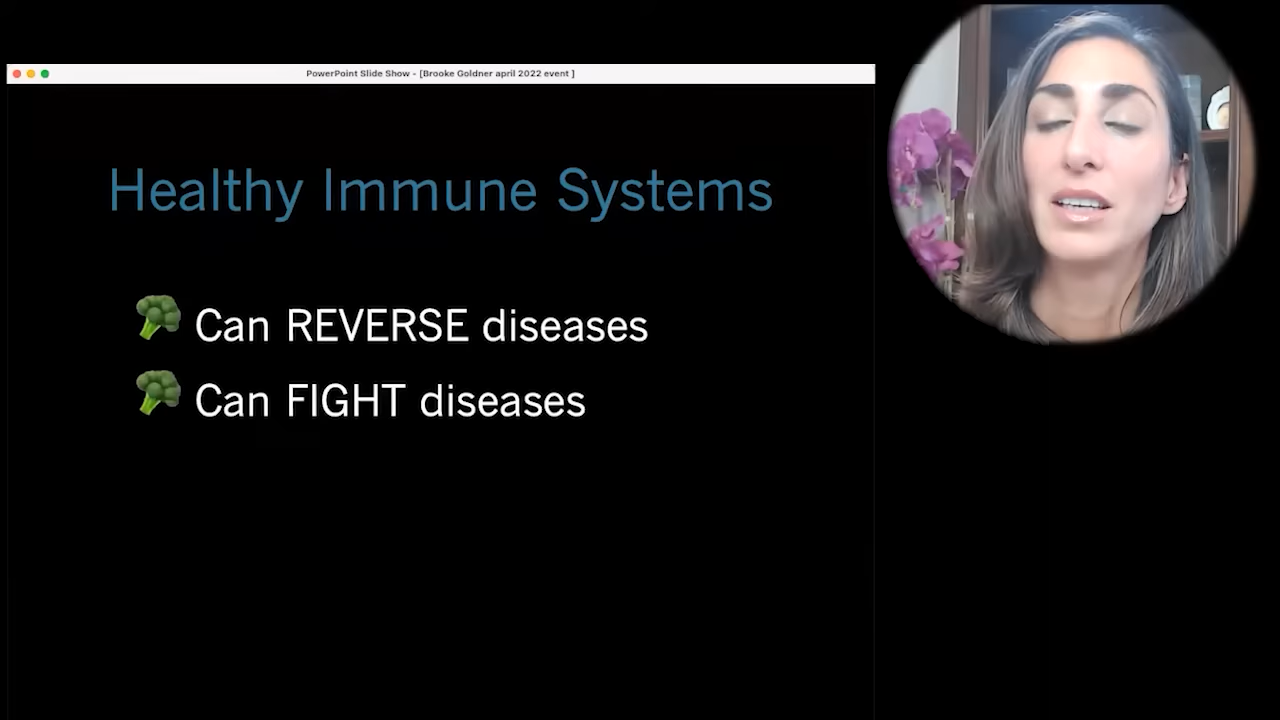 PowerPoint Slide Show - [Brooke Goldner april 2022 event ]
Healthy Immune Systems
Can REVERSE diseases
Can FIGHT diseases